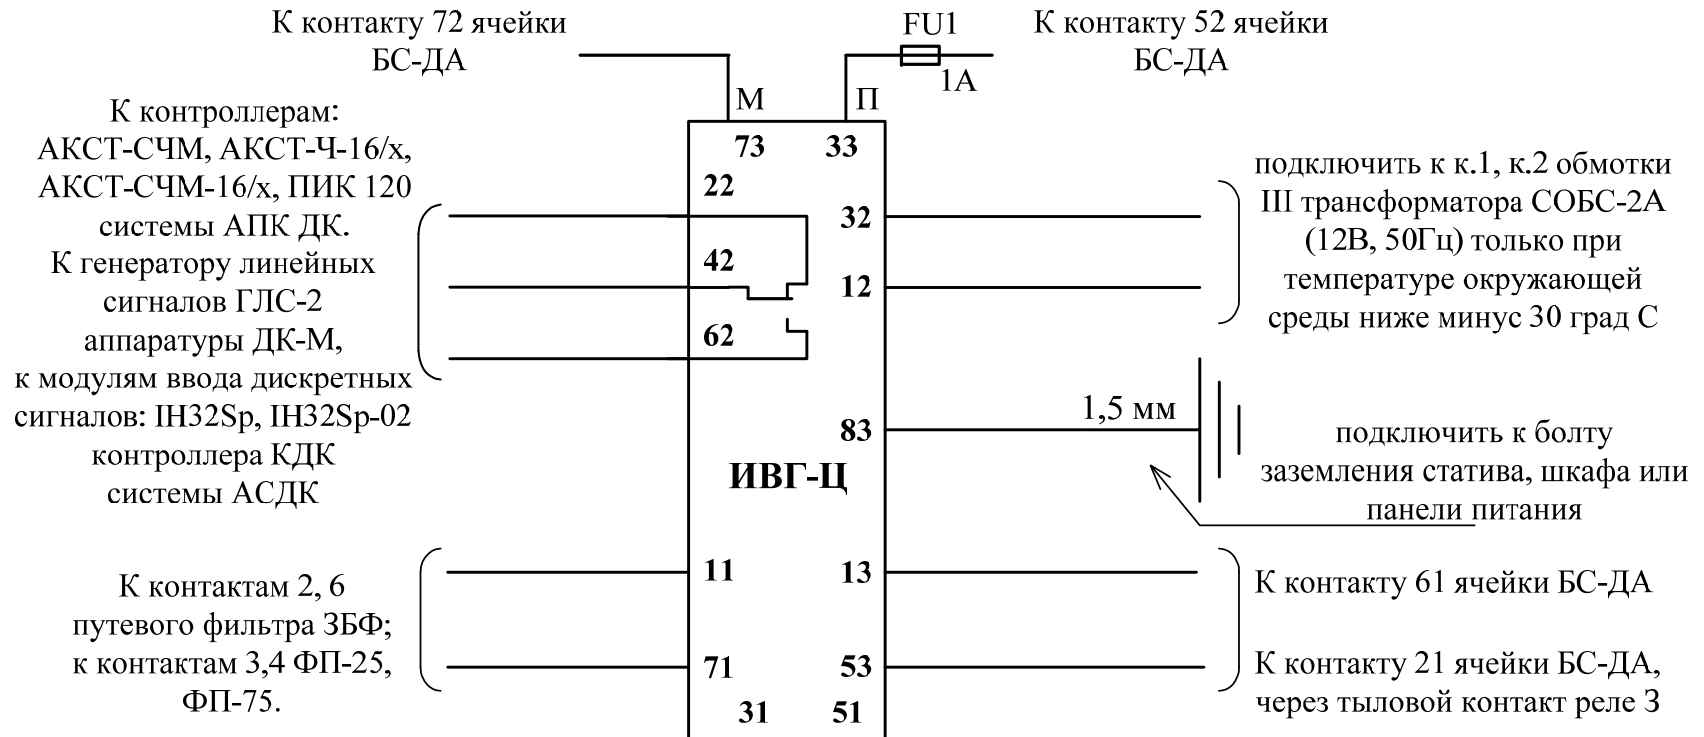 К контакту 72 ячейки
БС-ДА
FU1
1А
К контакту 52 ячейки
БС-ДА
М
П
К контроллерам:
АКСТ-СЧМ, АКСТ-Ч-16/х,
АКСТ-СЧМ-16/х, ПИК 120
системы АПК ДК.
К генератору линейных
сигналов ГЛС-2
аппаратуры ДК-М,
к модулям ввода дискретных
сигналов: IH32Sp, IH32Sp-02
контроллера КДК
системы АСДК
73
33
22
32
42
12
62
83
ИВГ-Ц
11
13
71
53
31
51
подключить к к.1, к.2 обмотки
III трансформатора СОБС-2А
(12В, 50Гц) только при
температуре окружающей
среды ниже минус 30 град С
1,5 мм
подключить к болту
заземления статива, шкафа или
панели питания
К контактам 2, 6
путевого фильтра ЗБФ;
к контактам 3,4 ФП-25,
ФП-75.
К контакту 61 ячейки БС-ДА
К контакту 21 ячейки БС-ДА,
через тыловой контакт реле З